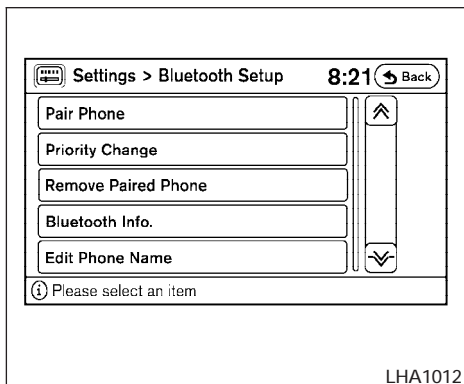 Settings > Bluetooth Setup 8:21 Back
Pair Phone
Priority Change
Remove Paired Phone
Bluetooth Info.
Edit Phone Name
i Please select an item
LHA1012